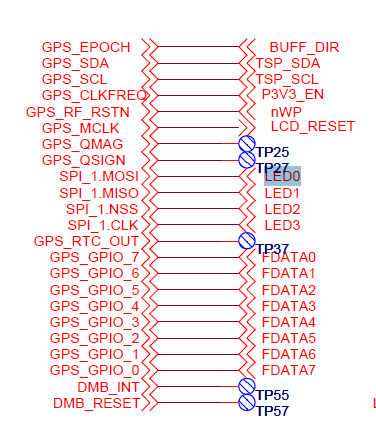 GPS_EPOCH BUFF_DIR
GPS_SDA TSP_SDA
GPS_SCL TSP_SCL
GPS_CLKFREQ P3V3_EN
GPS_RF_RSTN nWP
GPS_MCLK LCD_RESET
GPS_QMAG TP25
GPS_QSIGN TP27
SPI_1.MOSI LED0
SPI_1.MISO LED1
SPI_1.NSS LED2
SPI_1.CLK LED3
GPS_RTC_OUT TP37
GPS_GPIO_7 FDATA0
GPS_GPIO_6 FDATA1
GPS_GPIO_5 FDATA2
GPS_GPIO_4 FDATA3
GPS_GPIO_3 FDATA4
GPS_GPIO_2 FDATA5
GPS_GPIO_1 FDATA6
GPS_GPIO_0 FDATA7
DMB_INT TP55
DMB_RESET TP57